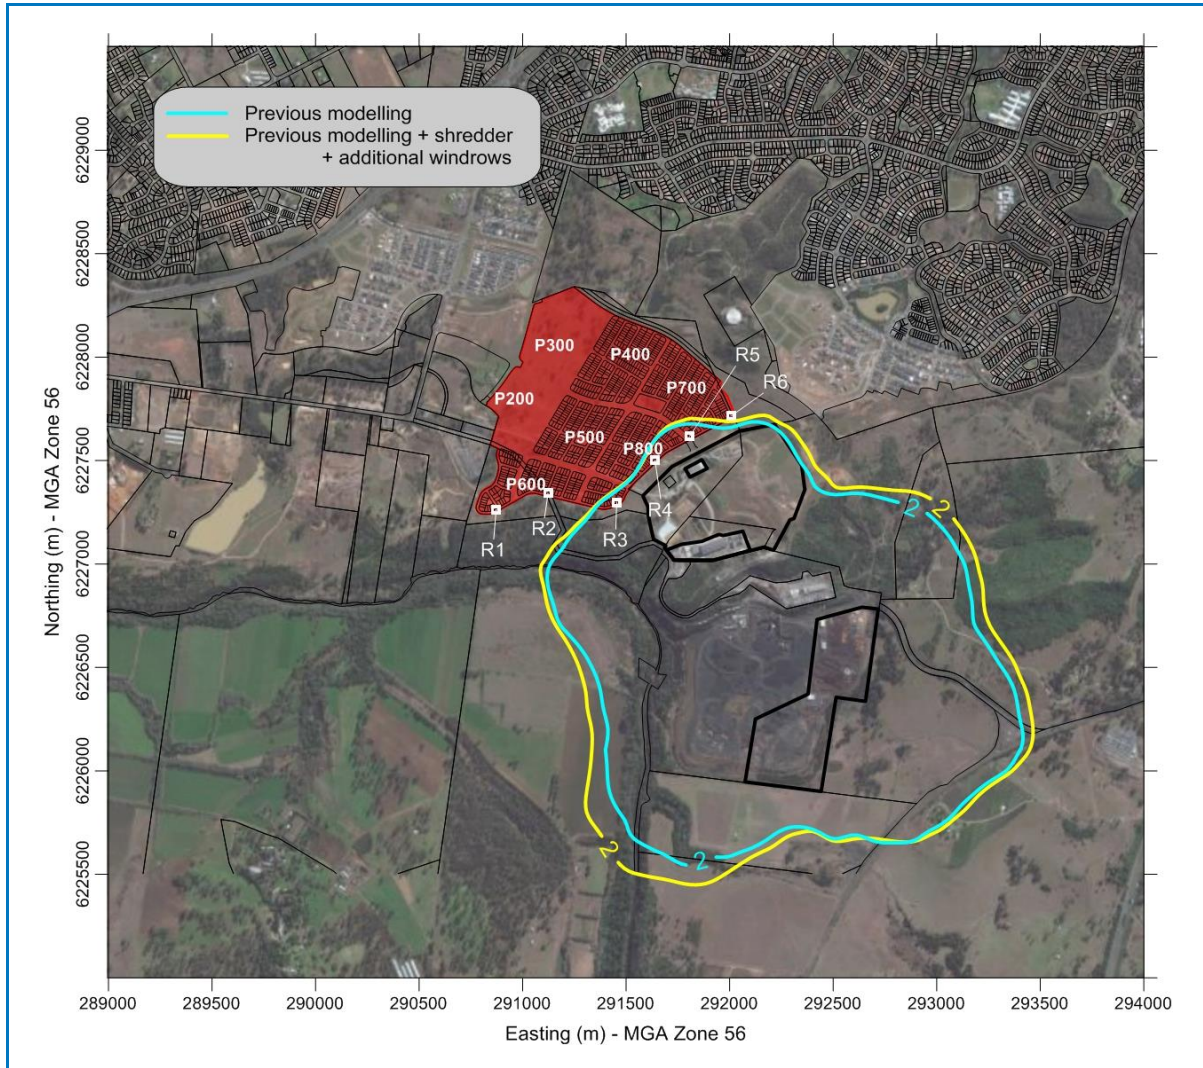 Previous modelling
Previous modelling + shredder
+ additional windrows
6229000
6228500
6228000
6227500
6227000
6226500
6226000
6225500
Northing (m) - MGA Zone 56
P300
P400
R5
R6
P200
P700
P500
P800
P600
R4
R2
R3
R1
2
2
2
2
289000 289500 290000 290500 291000 291500 292000 292500 293000 293500 294000
Easting (m) - MGA Zone 56